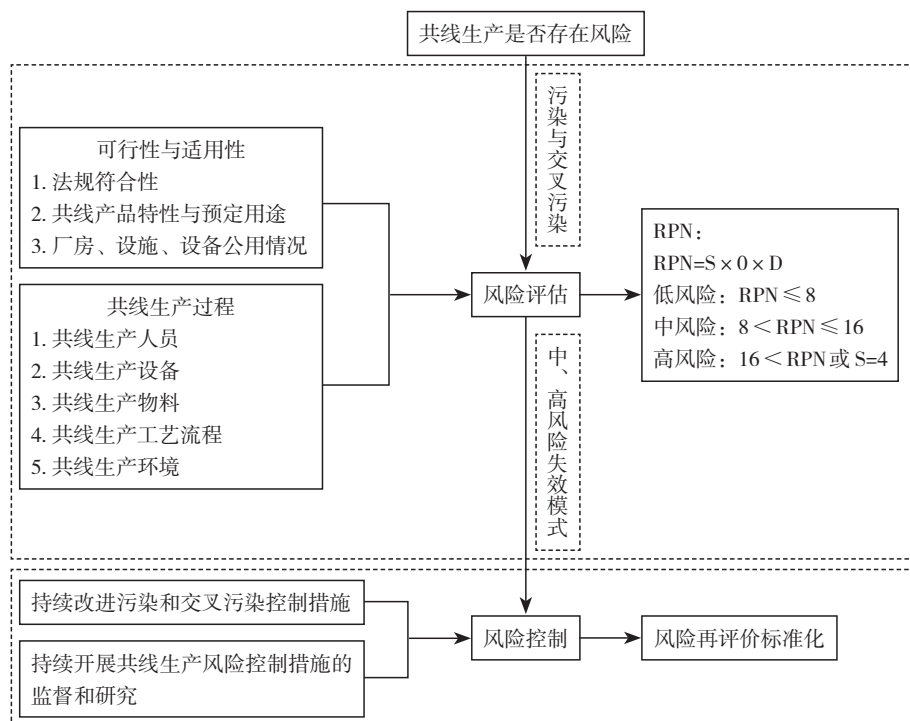 共线生产是否存在风险
污染与交叉污染
可行性与适用性
1. 法规符合性
2. 共线产品特性与预定用途
3. 厂房、设施、设备公用情况
共线生产过程
1. 共线生产人员
2. 共线生产设备
3. 共线生产物料
4. 共线生产工艺流程
5. 共线生产环境
风险评估
RPN：
RPN=S×0×D
低风险：RPN≤8
中风险：8＜RPN≤16
高风险：16＜RPN或S=4
中、高风险失效模式
持续改进污染和交叉污染控制措施
持续开展共线生产风险控制措施的
监督和研究
风险控制
风险再评价标准化